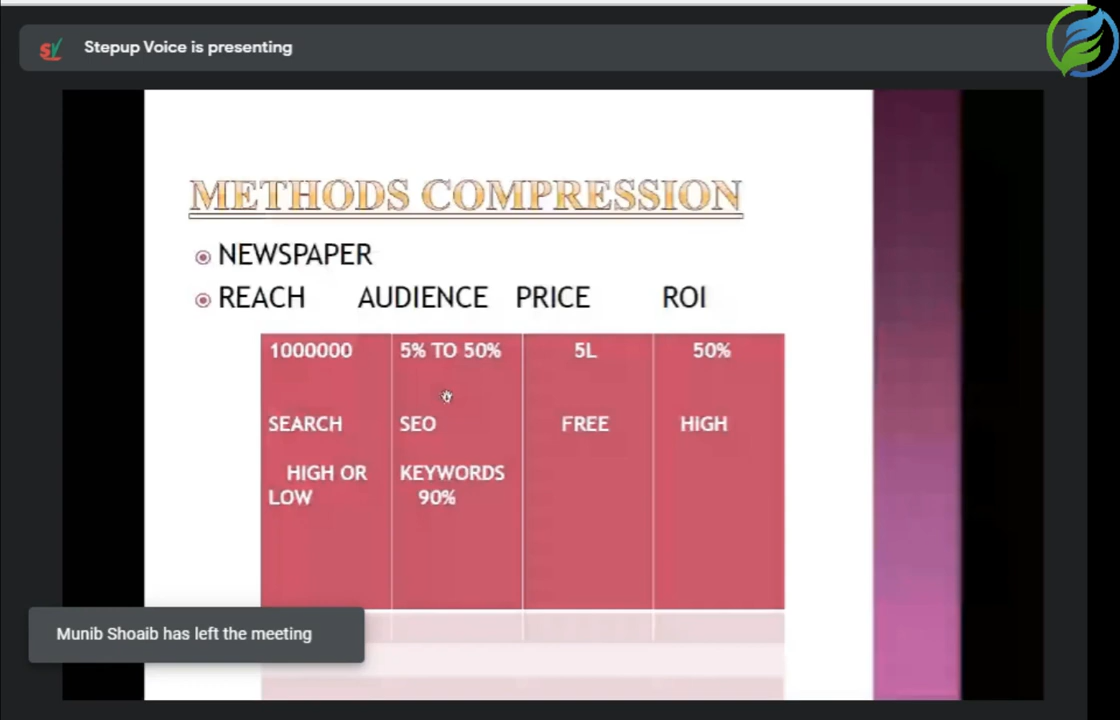 SV
Stepup Voice is presenting
METHODS COMPRESSION
NEWSPAPER
REACH AUDIENCE PRICE ROI
1000000 5% TO 50% 5L 50%
SEARCH SEO FREE HIGH
HIGH OR KEYWORDS
LOW 90%
Munib Shoaib has left the meeting